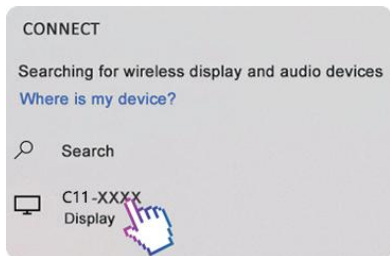 CONNECT
Searching for wireless display and audio devices
Where is my device?
Search
C11-XXXX
Display